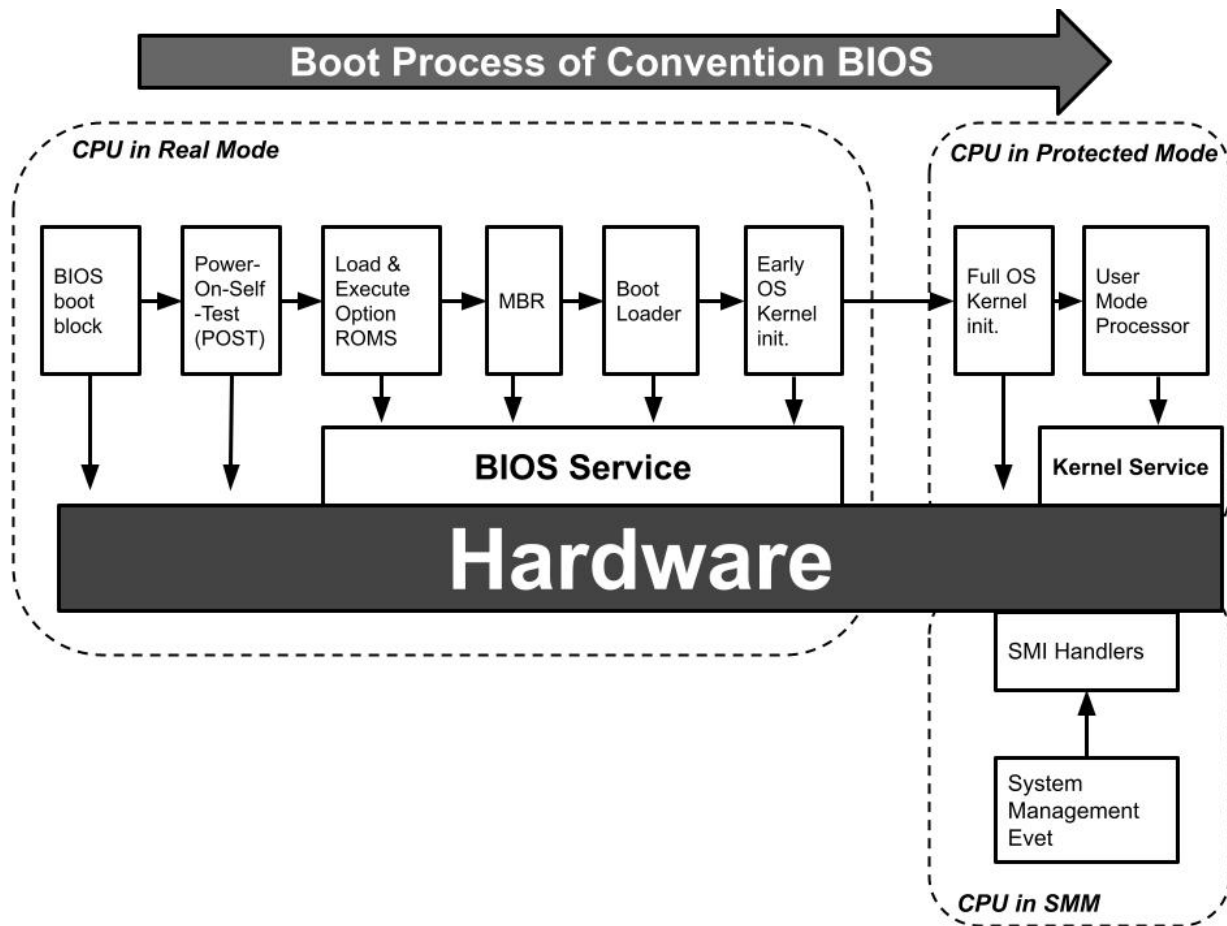 Boot Process of Convention BIOS
CPU in Real Mode
CPU in Protected Mode
BIOS
boot
block
Power-
On-Self
-Test
(POST)
Load &
Execute
Option
ROMS
MBR
Boot
Loader
Early
OS
Kernel
init.
Full OS
Kernel
init.
User
Mode
Processor
BIOS Service
Kernel Service
Hardware
SMI Handlers
System
Management
Evet
CPU in SMM